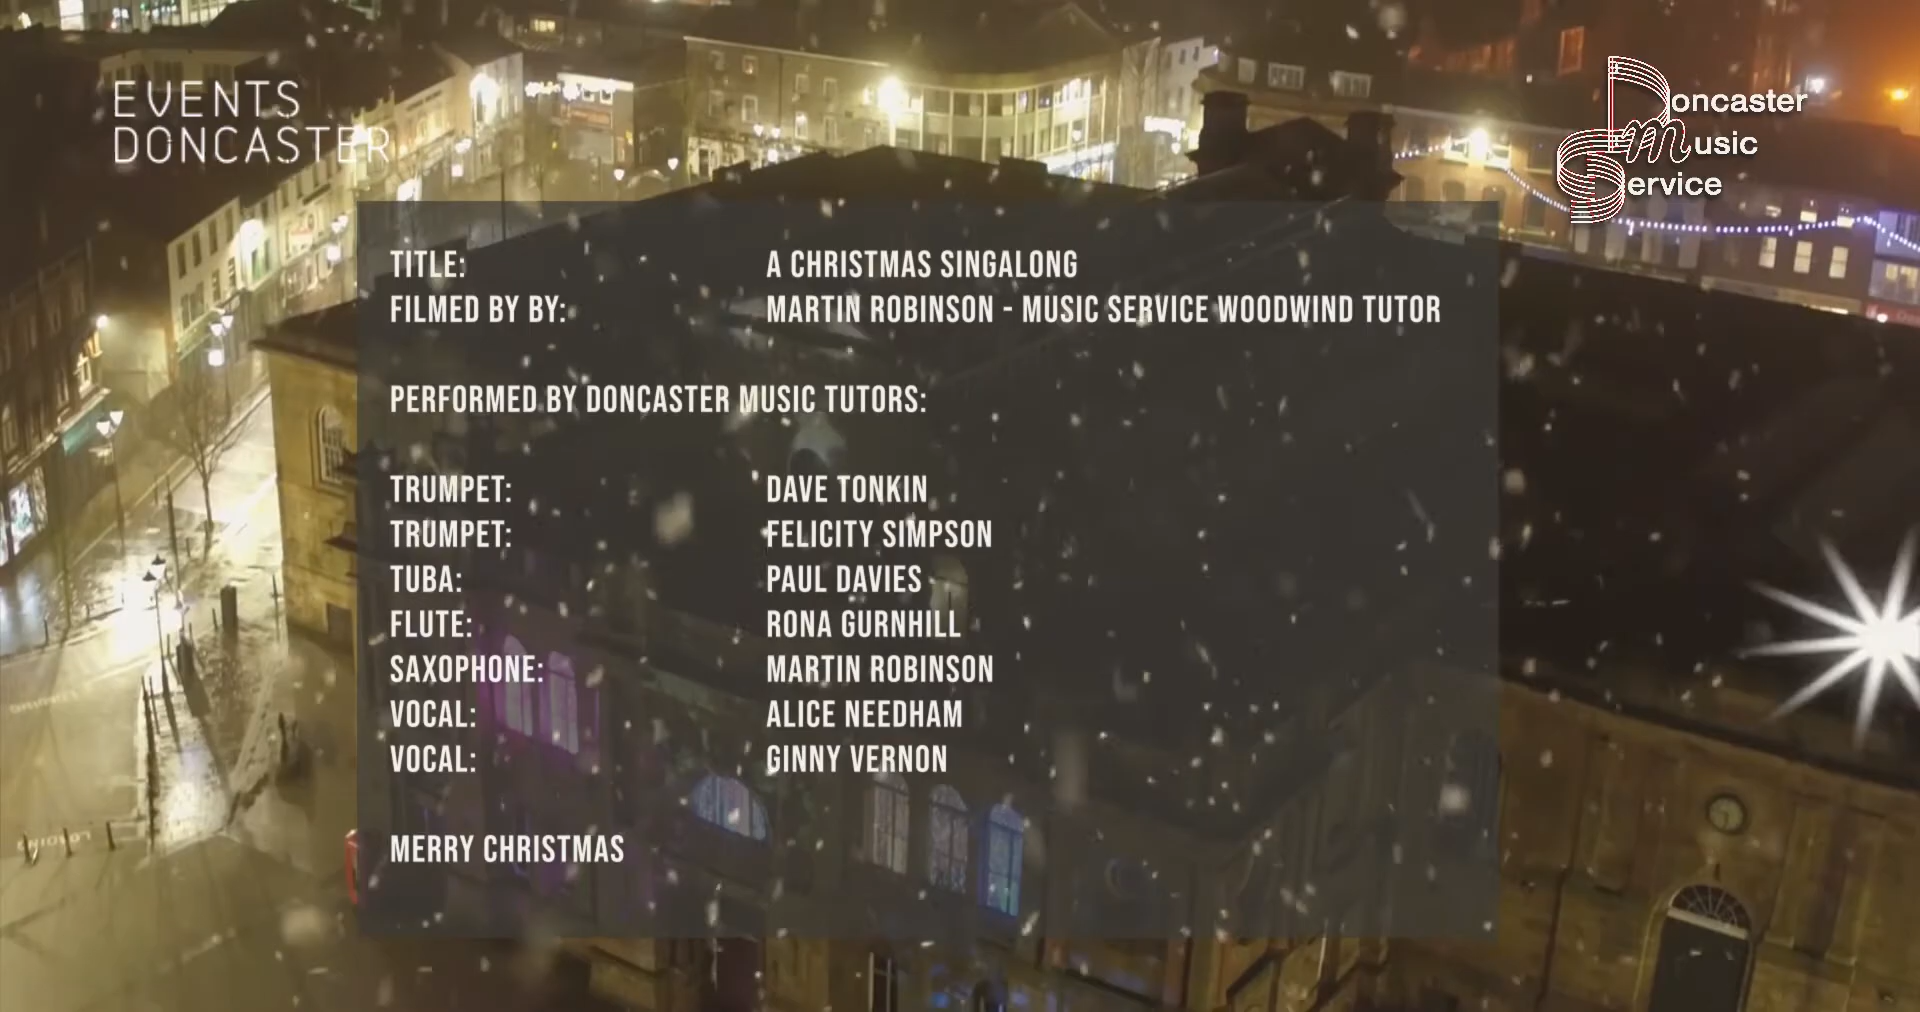 EVENTS
DONCASTER
Doncaster
Music
Service
TITLE: A CHRISTMAS SINGALONG
FILMED BY BY: MARTIN ROBINSON - MUSIC SERVICE WOODWIND TUTOR
PERFORMED BY DONCASTER MUSIC TUTORS:
TRUMPET: DAVE TONKIN
TRUMPET: FELICITY SIMPSON
TUBA: PAUL DAVIES
FLUTE: RONA GURNHILL
SAXOPHONE: MARTIN ROBINSON
VOCAL: ALICE NEEDHAM
VOCAL: GINNY VERNON
MERRY CHRISTMAS